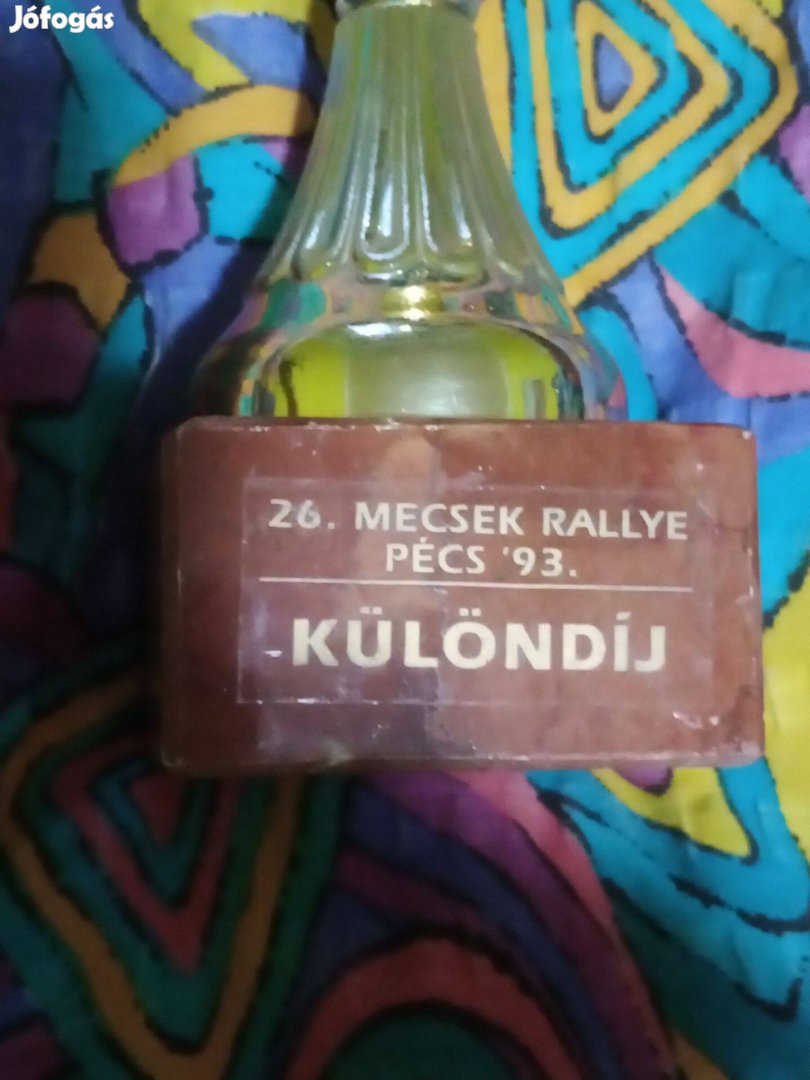 Jófogás
26. MECSEK RALLYE
PÉCS '93.
KÜLÖNDÍJ